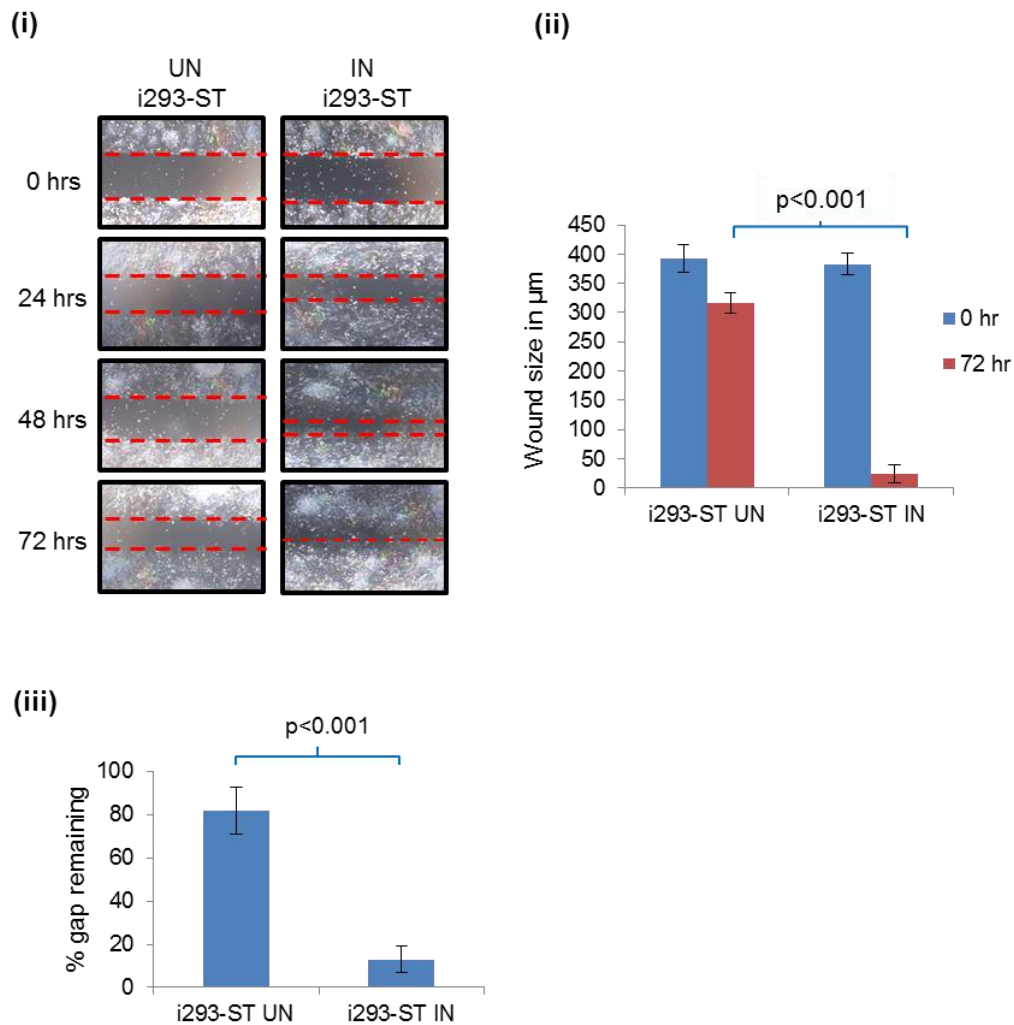 (i)
UN
i293-ST
IN
i293-ST
0 hrs
24 hrs
48 hrs
72 hrs
(ii)
p<0.001
Wound size in µm
450
400
350
300
250
200
150
100
50
0
i293-ST UN
i293-ST IN
0 hr
72 hr
(iii)
p<0.001
% gap remaining
100
80
60
40
20
0
i293-ST UN
i293-ST IN